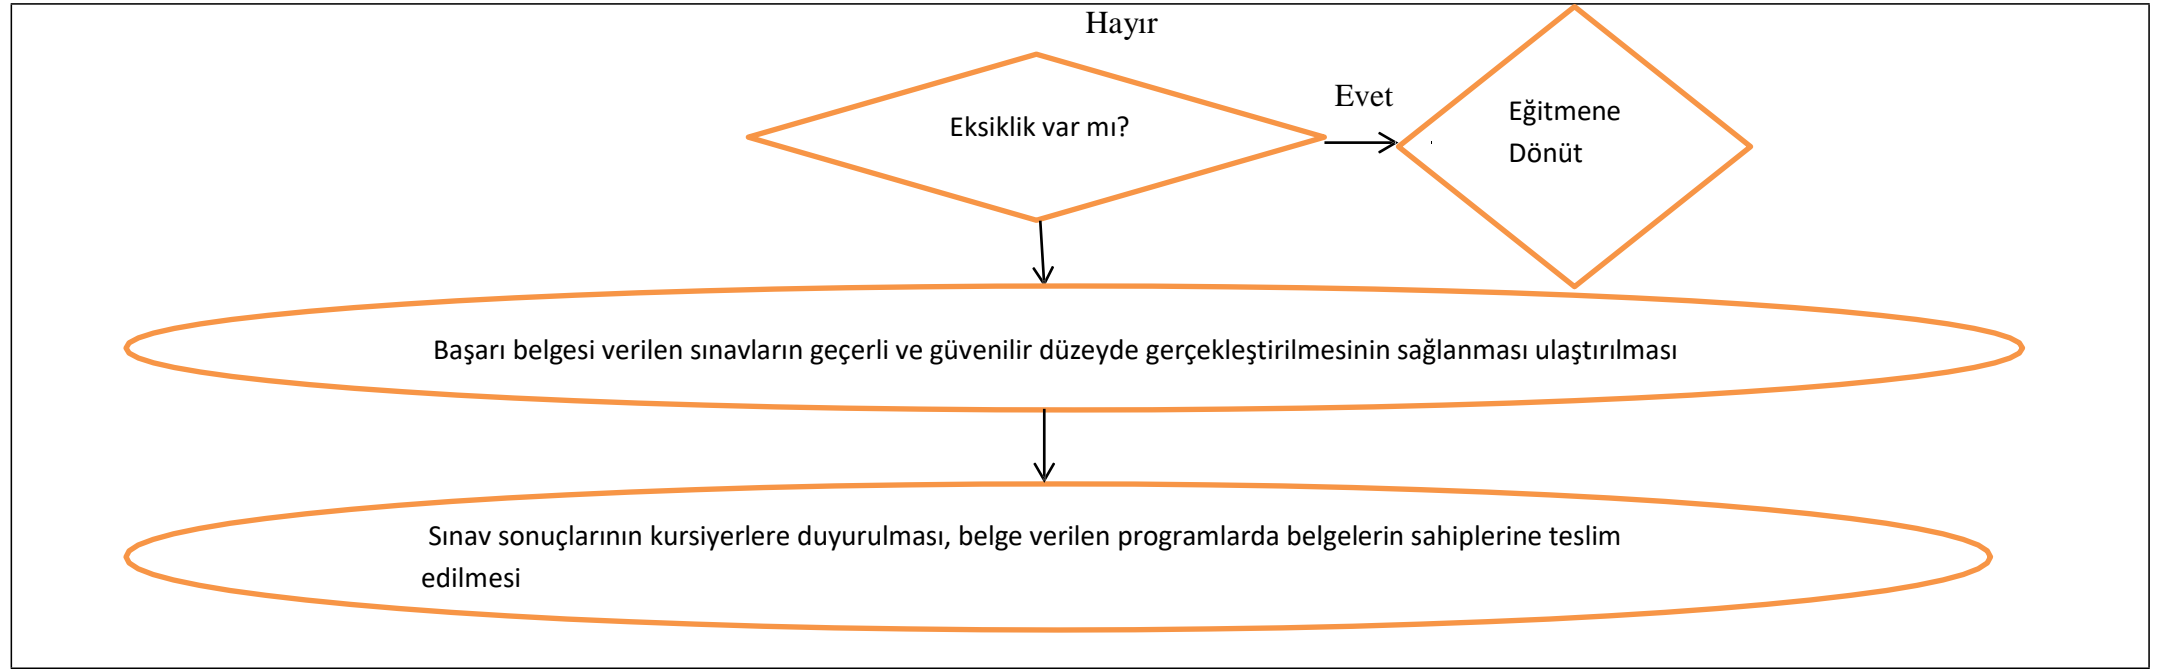 Hayır
Evet
Eksiklik var mı?
Eğitmene
Dönüt
Başarı belgesi verilen sınavların geçerli ve güvenilir düzeyde gerçekleştirilmesinin sağlanması ulaştırılması
Sınav sonuçlarının kursiyerlere duyurulması, belge verilen programlarda belgelerin sahiplerine teslim
edilmesi